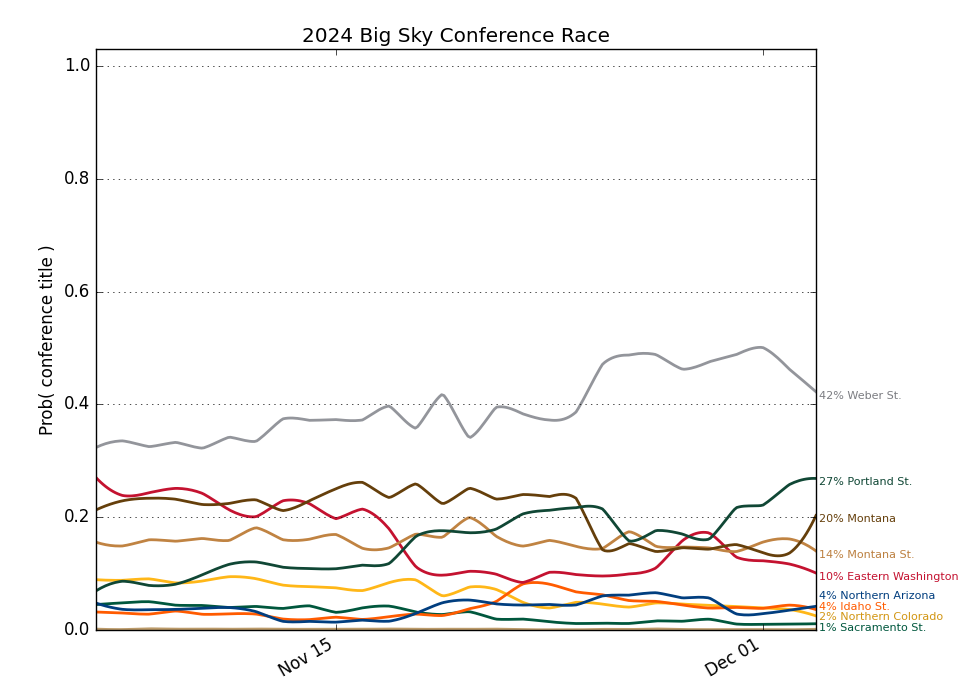 2024 Big Sky Conference Race
1.0
0.8
0.6
0.4
0.2
0.0
Prob( conference title )
Nov 15
Dec 01
42% Weber St.
27% Portland St.
20% Montana
14% Montana St.
10% Eastern Washington
4% Northern Arizona
4% Idaho St.
2% Northern Colorado
1% Sacramento St.